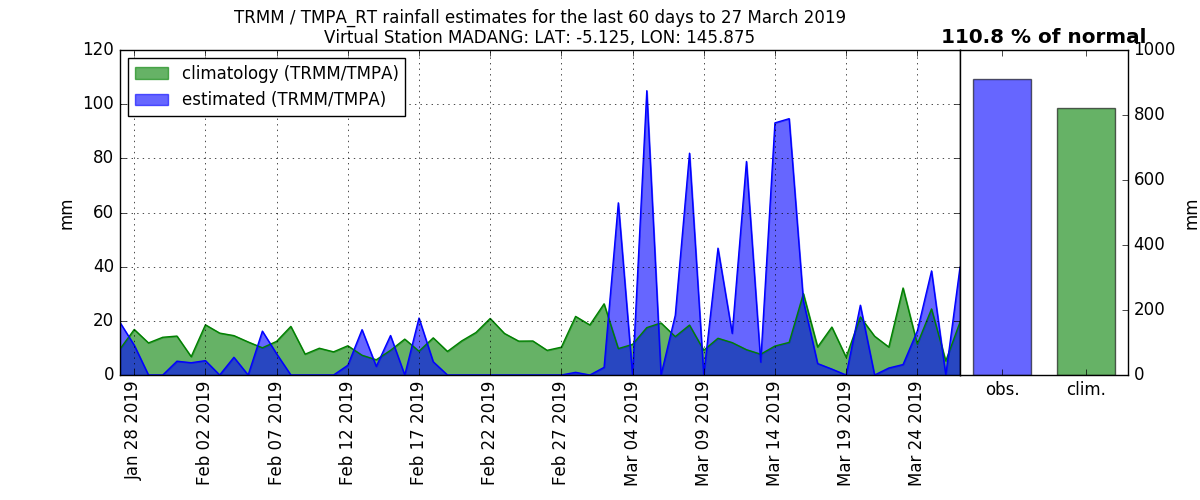 TRMM / TMPA_RT rainfall estimates for the last 60 days to 27 March 2019
Virtual Station MADANG: LAT: -5.125, LON: 145.875
110.8 % of normal
climatology (TRMM/TMPA)
estimated (TRMM/TMPA)
120
100
80
60
40
20
0
mm
Jan 28 2019
Feb 02 2019
Feb 07 2019
Feb 12 2019
Feb 17 2019
Feb 22 2019
Feb 27 2019
Mar 04 2019
Mar 09 2019
Mar 14 2019
Mar 19 2019
Mar 24 2019
obs.
clim.
1000
800
600
400
200
0
mm